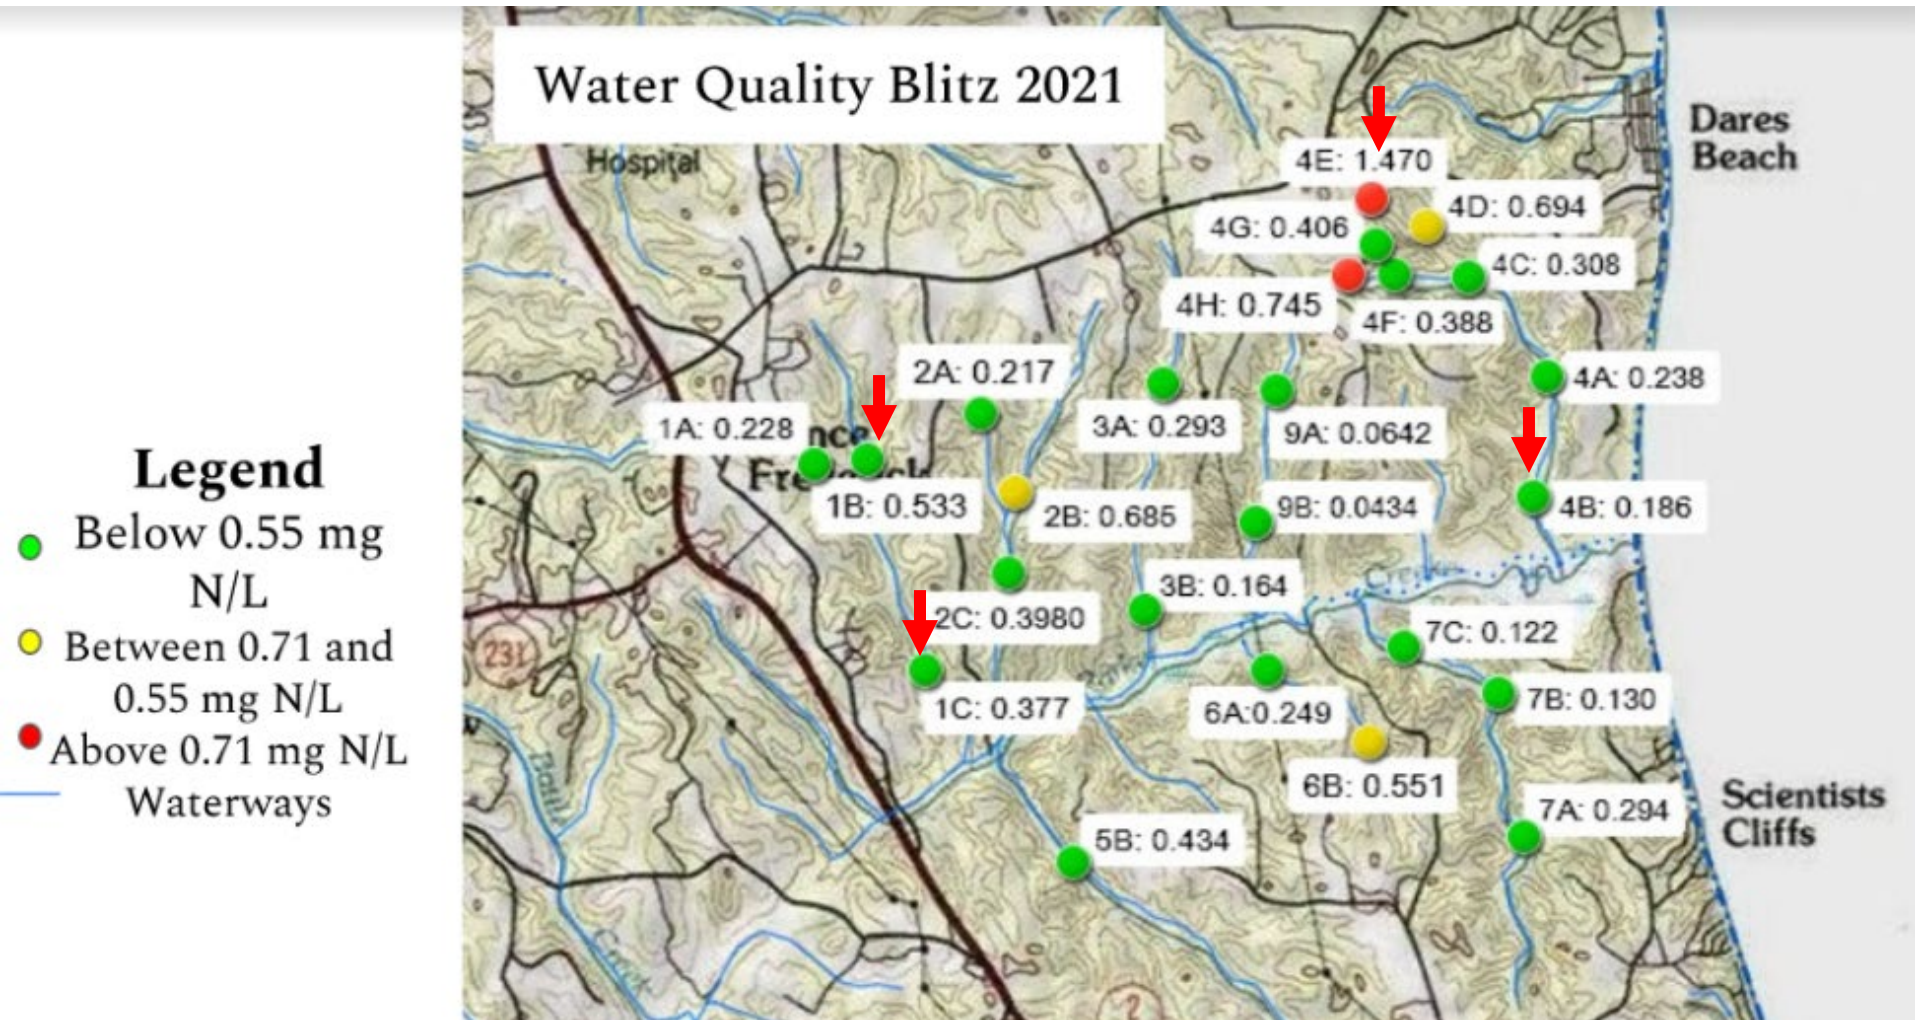 Water Quality Blitz 2021
Hospital
Dares
Beach
4E: 1.470
4D: 0.694
4G: 0.406
4C: 0.308
4H: 0.745
4F: 0.388
2A: 0.217
4A: 0.238
1A: 0.228
nce
3A: 0.293
9A: 0.0642
Legend
1B: 0.533
2B: 0.685
9B: 0.0434
4B: 0.186
Below 0.55 mg
N/L
Creek
3B: 0.164
2C: 0.3980
7C: 0.122
Between 0.71 and
0.55 mg N/L
231
1C: 0.377
6A:0.249
7B: 0.130
Above 0.71 mg N/L
Waterways
6B: 0.551
7A: 0.294
Scientists
Cliffs
5B: 0.434
Creek
2